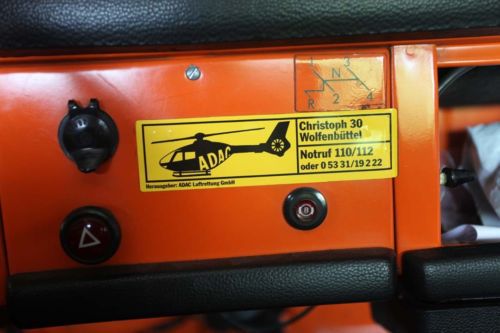 1 3
N
R 2 4
Christoph 30
Wolfenbüttel
Notruf 110/112
oder 0 53 31/19 2 22
ADAC
Herausgeber: ADAC Luftrettung GmbH